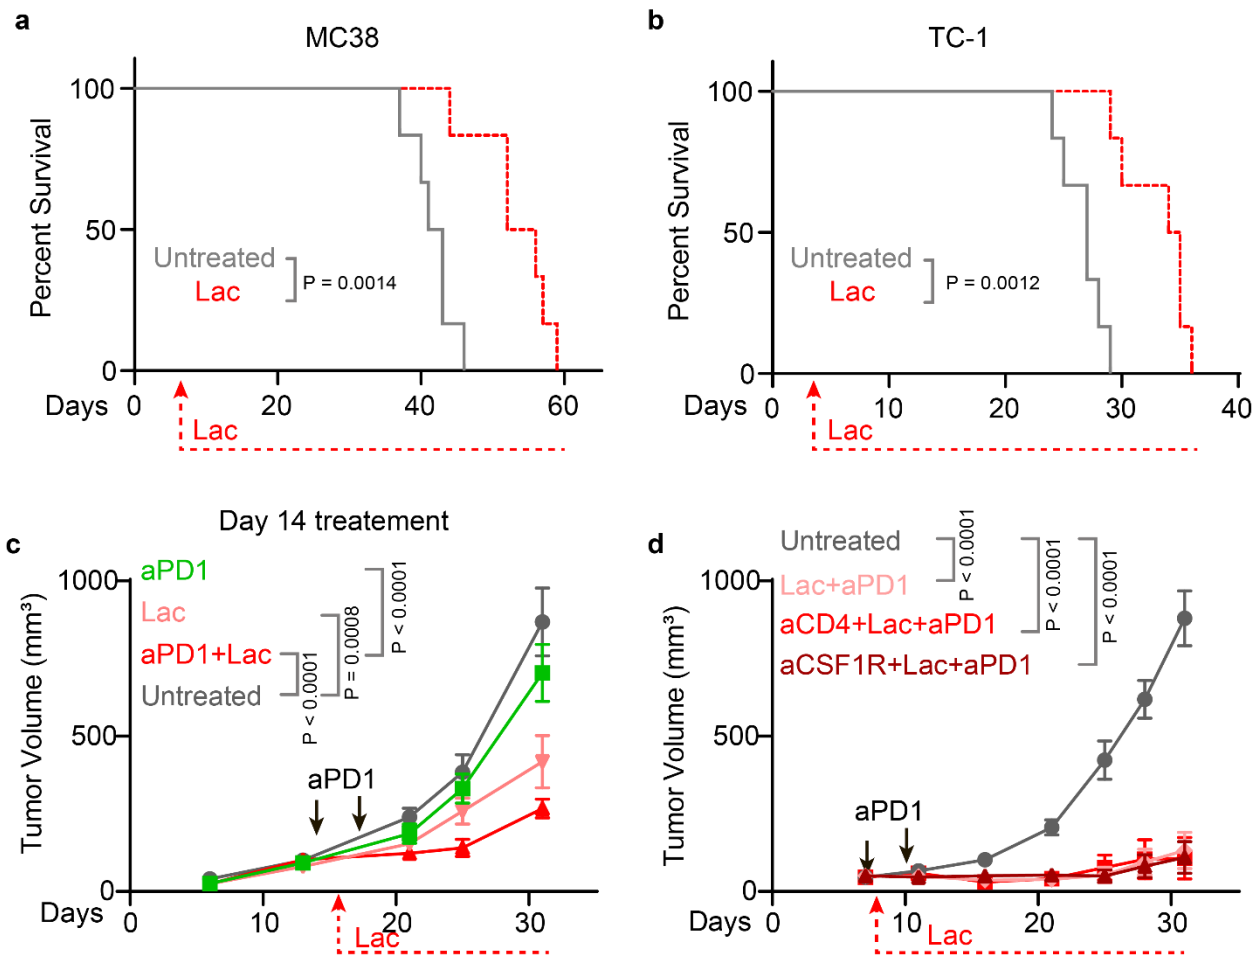 a
MC38
100
50
0
Percent Survival
Untreated
Lac
P = 0.0014
Days
0
20
40
60
Lac
b
TC-1
100
50
0
Percent Survival
Untreated
Lac
P = 0.0012
Days
0
10
20
30
40
Lac
Day 14 treatement
c
aPD1
Lac
aPD1+Lac
Untreated
P < 0.0001
P = 0.0008
P < 0.0001
1000
500
0
Tumor Volume (mm³)
aPD1
Days
0
10
20
30
Lac
d
Untreated
Lac+aPD1
aCD4+Lac+aPD1
aCSF1R+Lac+aPD1
P < 0.0001
P < 0.0001
P < 0.0001
1000
500
0
Tumor Volume (mm³)
aPD1
Days
0
10
20
30
Lac